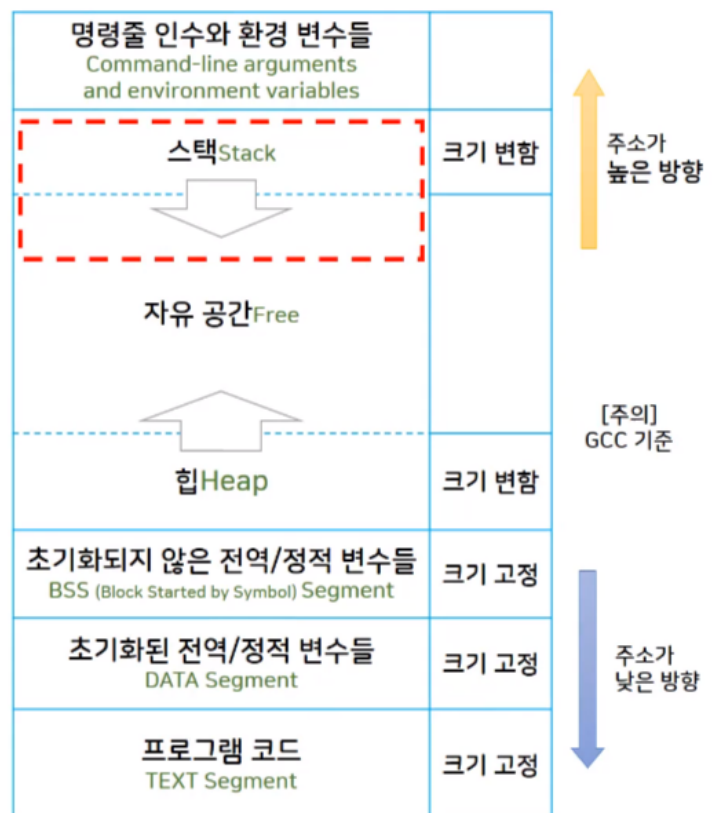 명령줄 인수와 환경 변수들
Command-line arguments
and environment variables
스택Stack
크기 변함
주소가
높은 방향
자유 공간Free
[주의]
GCC 기준
힙Heap
크기 변함
초기화되지 않은 전역/정적 변수들
BSS (Block Started by Symbol) Segment
크기 고정
초기화된 전역/정적 변수들
DATA Segment
크기 고정
주소가
낮은 방향
프로그램 코드
TEXT Segment
크기 고정